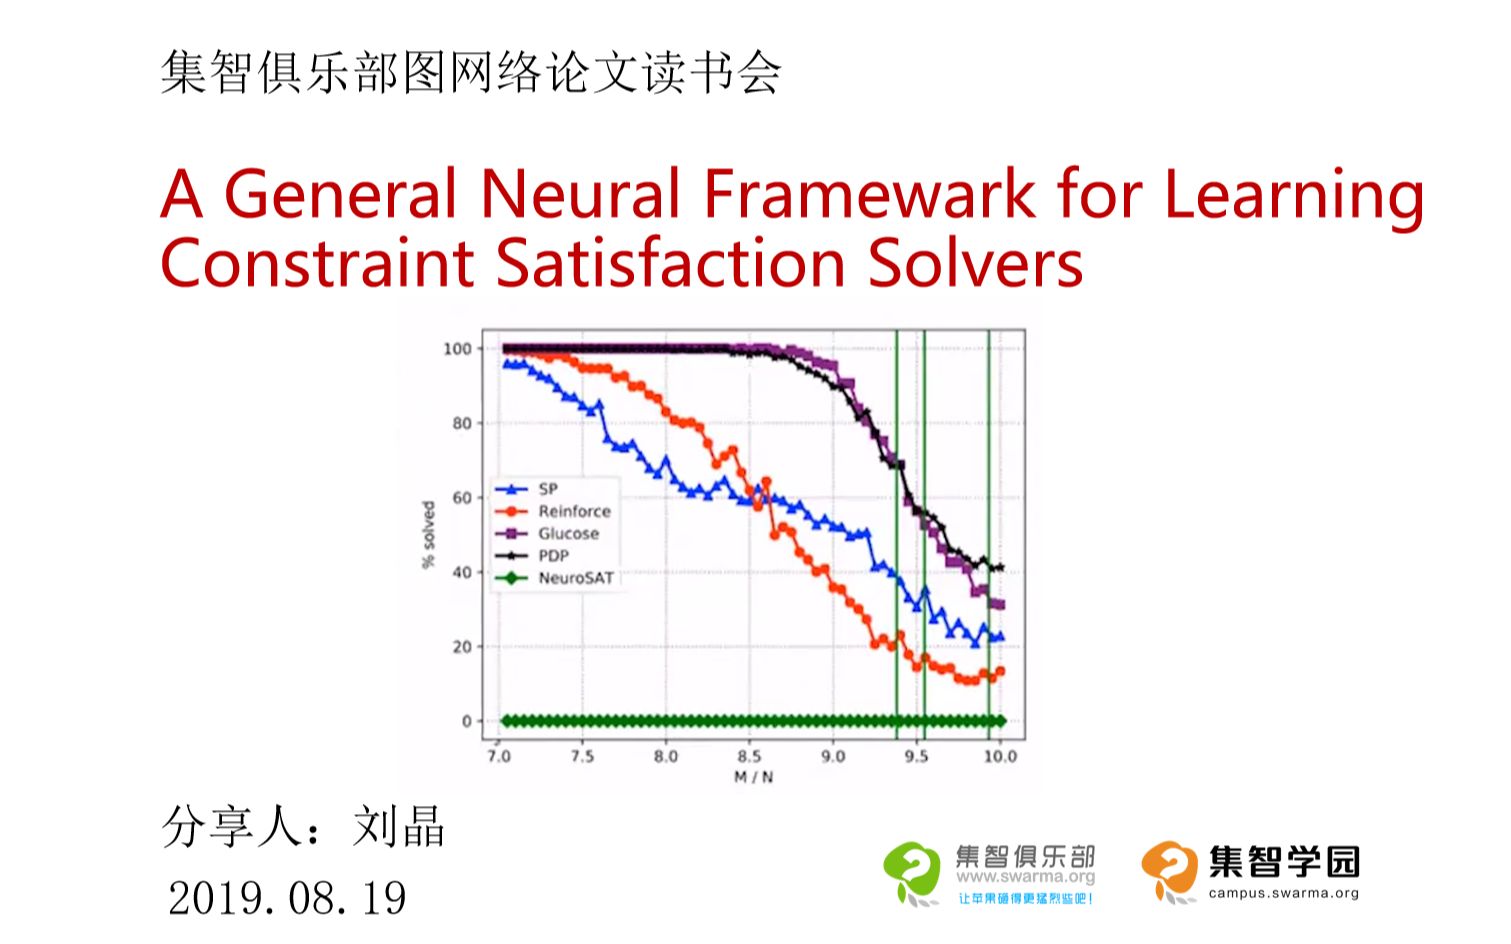 集智俱乐部图网络论文读书会
A General Neural Framewark for Learning
Constraint Satisfaction Solvers
100
80
60
40
20
0
% solved
SP
Reinforce
Glucose
PDP
NeuroSAT
7.0 7.5 8.0 8.5 9.0 9.5 10.0
M / N
分享人：刘晶
2019.08.19
集智俱乐部
www.swarma.org
让苹果砸得更猛烈些吧！
集智学园
campus.swarma.org